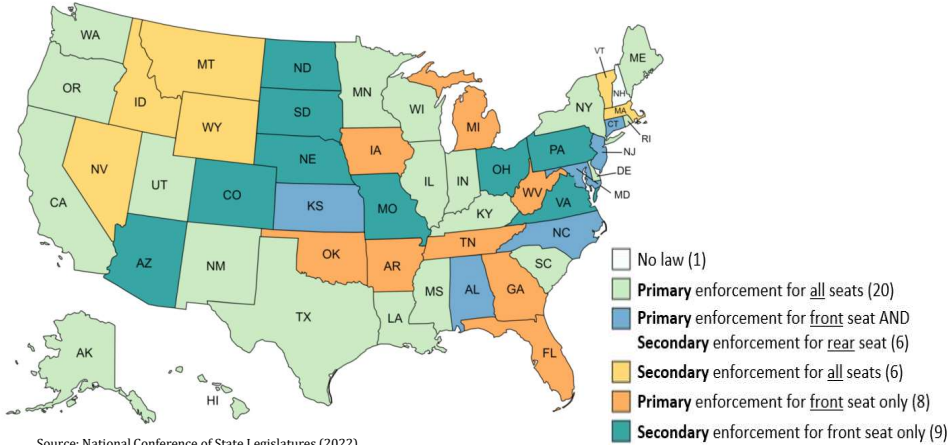 WA
OR
CA
NV
ID
MT
WY
UT
AZ
CO
NM
ND
SD
NE
KS
OK
TX
MN
IA
MO
AR
LA
WI
IL
MS
MI
IN
KY
TN
AL
OH
WV
GA
FL
SC
NC
VA
PA
NY
VT
NH
ME
MA
CT
RI
NJ
DE
MD
AK
HI
No law (1)
Primary enforcement for all seats (20)
Primary enforcement for front seat AND
Secondary enforcement for rear seat (6)
Secondary enforcement for all seats (6)
Primary enforcement for front seat only (8)
Secondary enforcement for front seat only (9)
Source: National Conference of State Legislatures (2022)